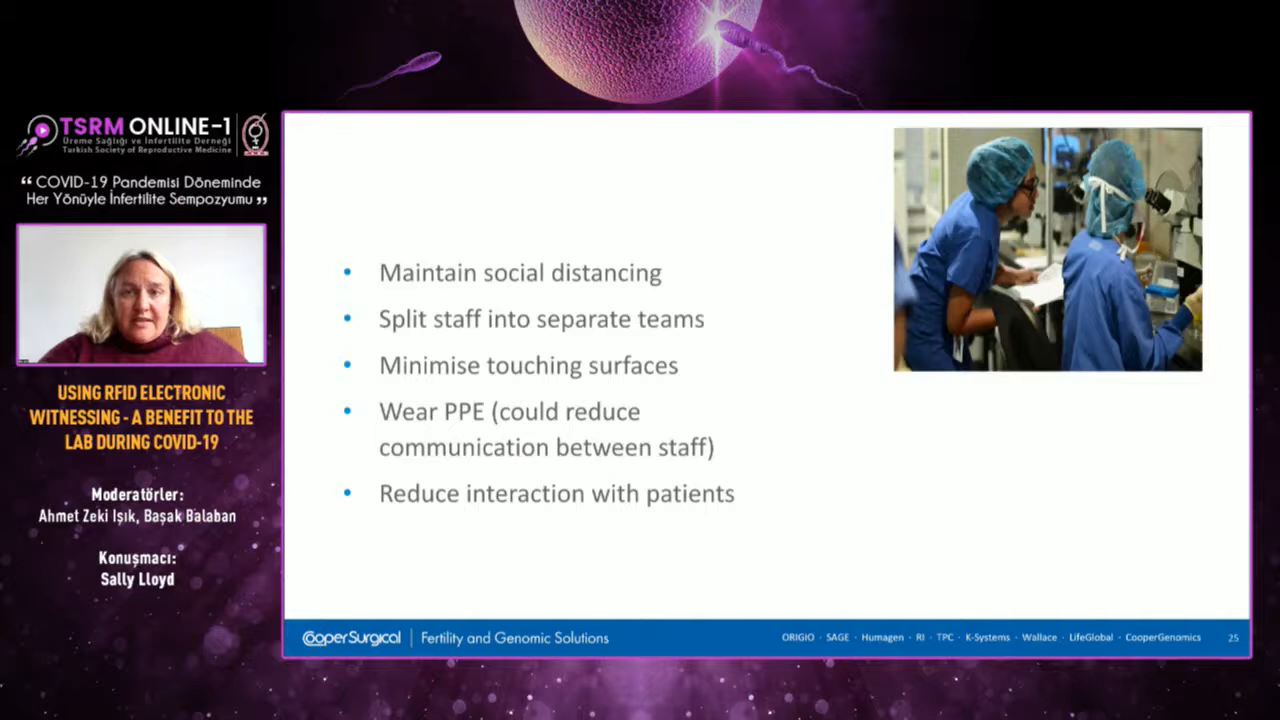 TSRM ONLINE-1
Üreme Sağlığı ve İnfertilite Derneği
Turkish Society of Reproductive Medicine
“ COVID-19 Pandemisi Döneminde
Her Yönüyle İnfertilite Sempozyumu ”
USING RFID ELECTRONIC
WITNESSING - A BENEFIT TO THE
LAB DURING COVID-19
Moderatörler:
Ahmet Zeki Işık, Başak Balaban
Konuşmacı:
Sally Lloyd
• Maintain social distancing
• Split staff into separate teams
• Minimise touching surfaces
• Wear PPE (could reduce
communication between staff)
• Reduce interaction with patients
CooperSurgical | Fertility and Genomic Solutions
ORIGIO · SAGE · Humagen · RI · TPC · K-Systems · Wallace · LifeGlobal · CooperGenomics 25